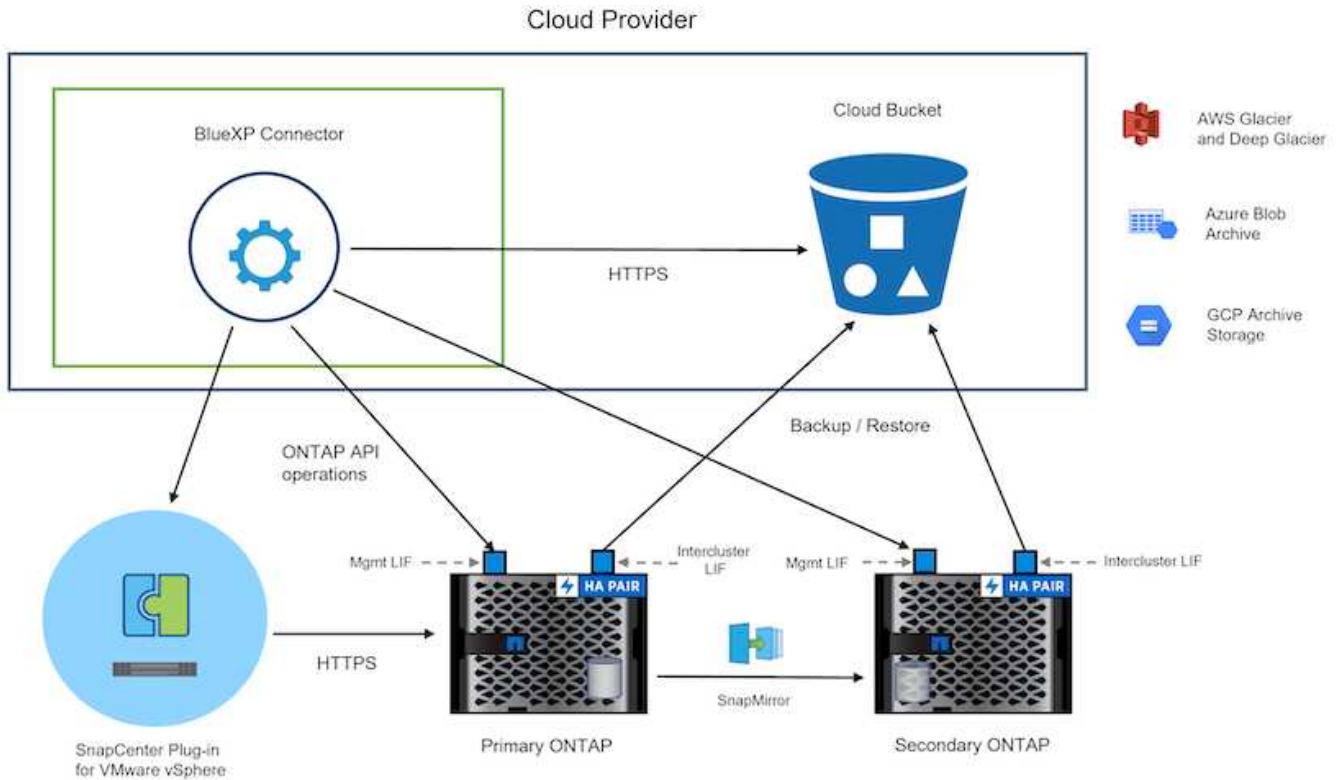 Cloud Provider
BlueXP Connector
Cloud Bucket
AWS Glacier
and Deep Glacier
Azure Blob
Archive
GCP Archive
Storage
HTTPS
ONTAP API
operations
Backup / Restore
Mgmt LIF
Intercluster
LIF
Mgmt LIF
Intercluster LIF
HA PAIR
HA PAIR
HTTPS
SnapMirror
SnapCenter Plug-in
for VMware vSphere
Primary ONTAP
Secondary ONTAP